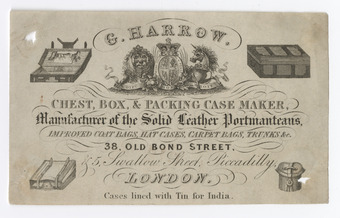 G. HARROW,
CHEST, BOX, & PACKING CASE MAKER,
Manufacturer of the Solid Leather Portmanteaus,
IMPROVED COAT BAGS, HAT CASES, CARPET BAGS, TRUNKS &c.
38, OLD BOND STREET,
& 5, Swallow Street, Piccadilly,
LONDON.
Cases lined with Tin for India.